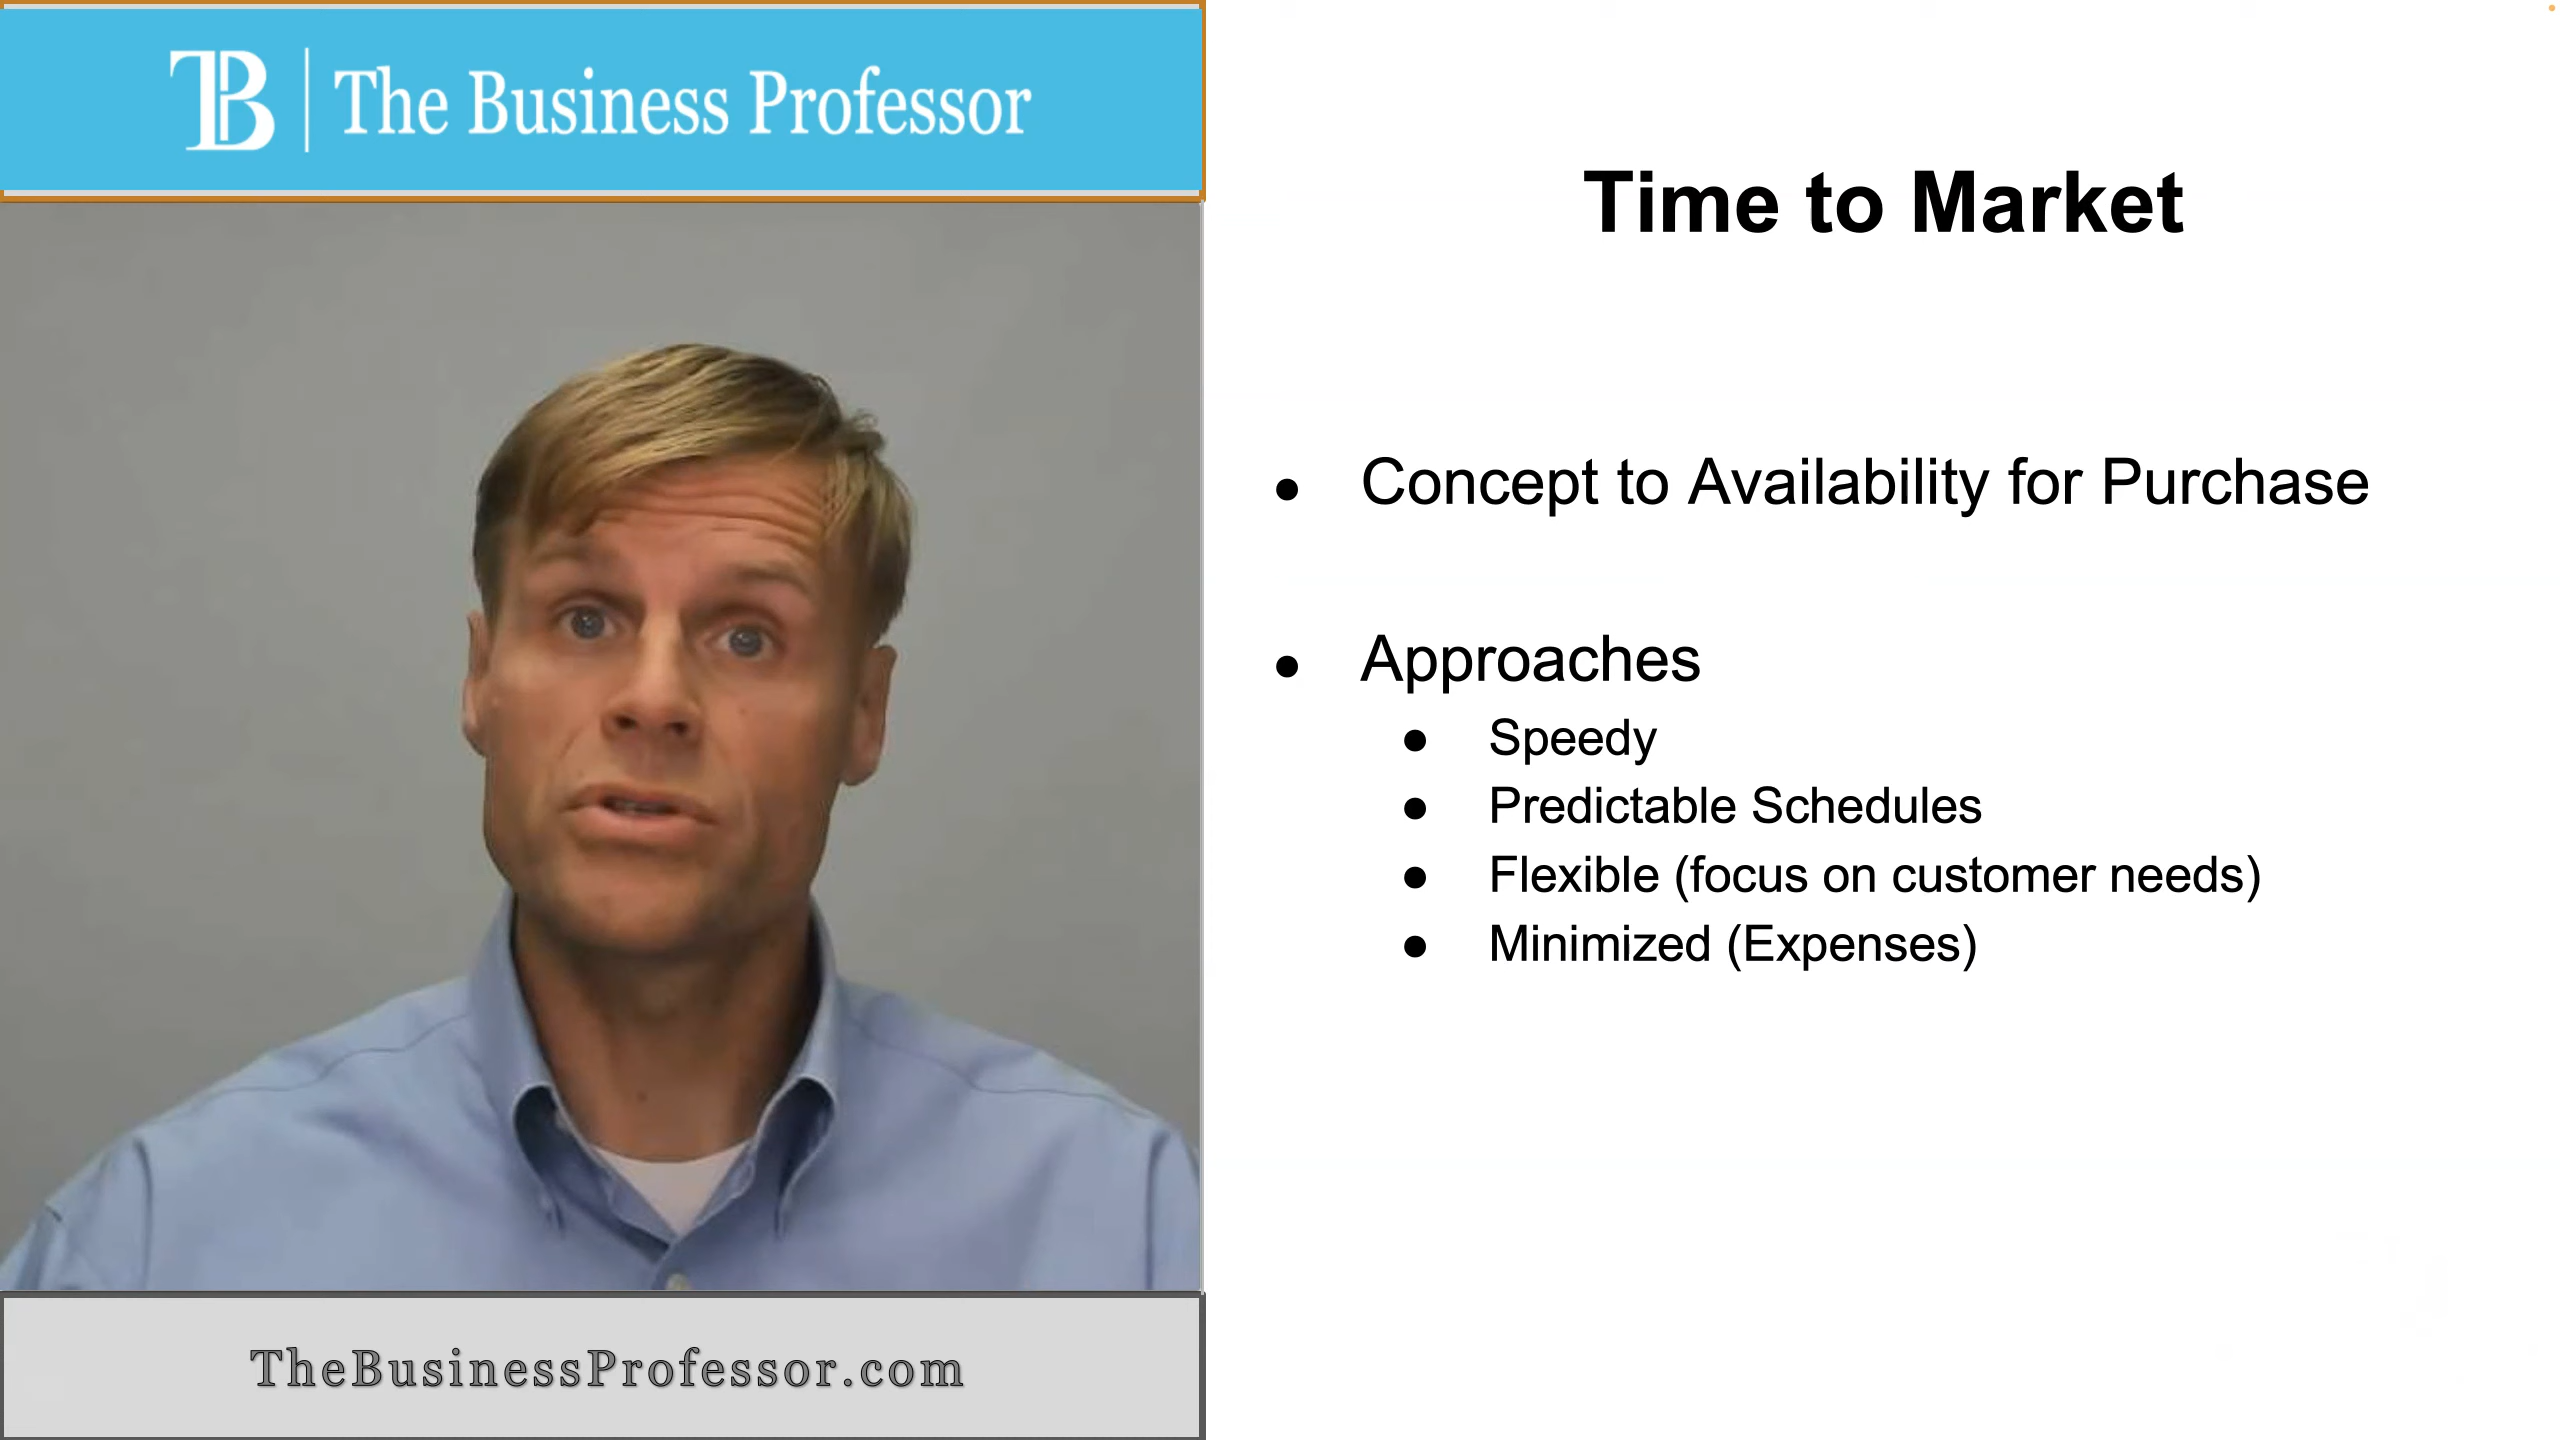 TB | The Business Professor
Time to Market
● Concept to Availability for Purchase
● Approaches
● Speedy
● Predictable Schedules
● Flexible (focus on customer needs)
● Minimized (Expenses)
TheBusinessProfessor.com